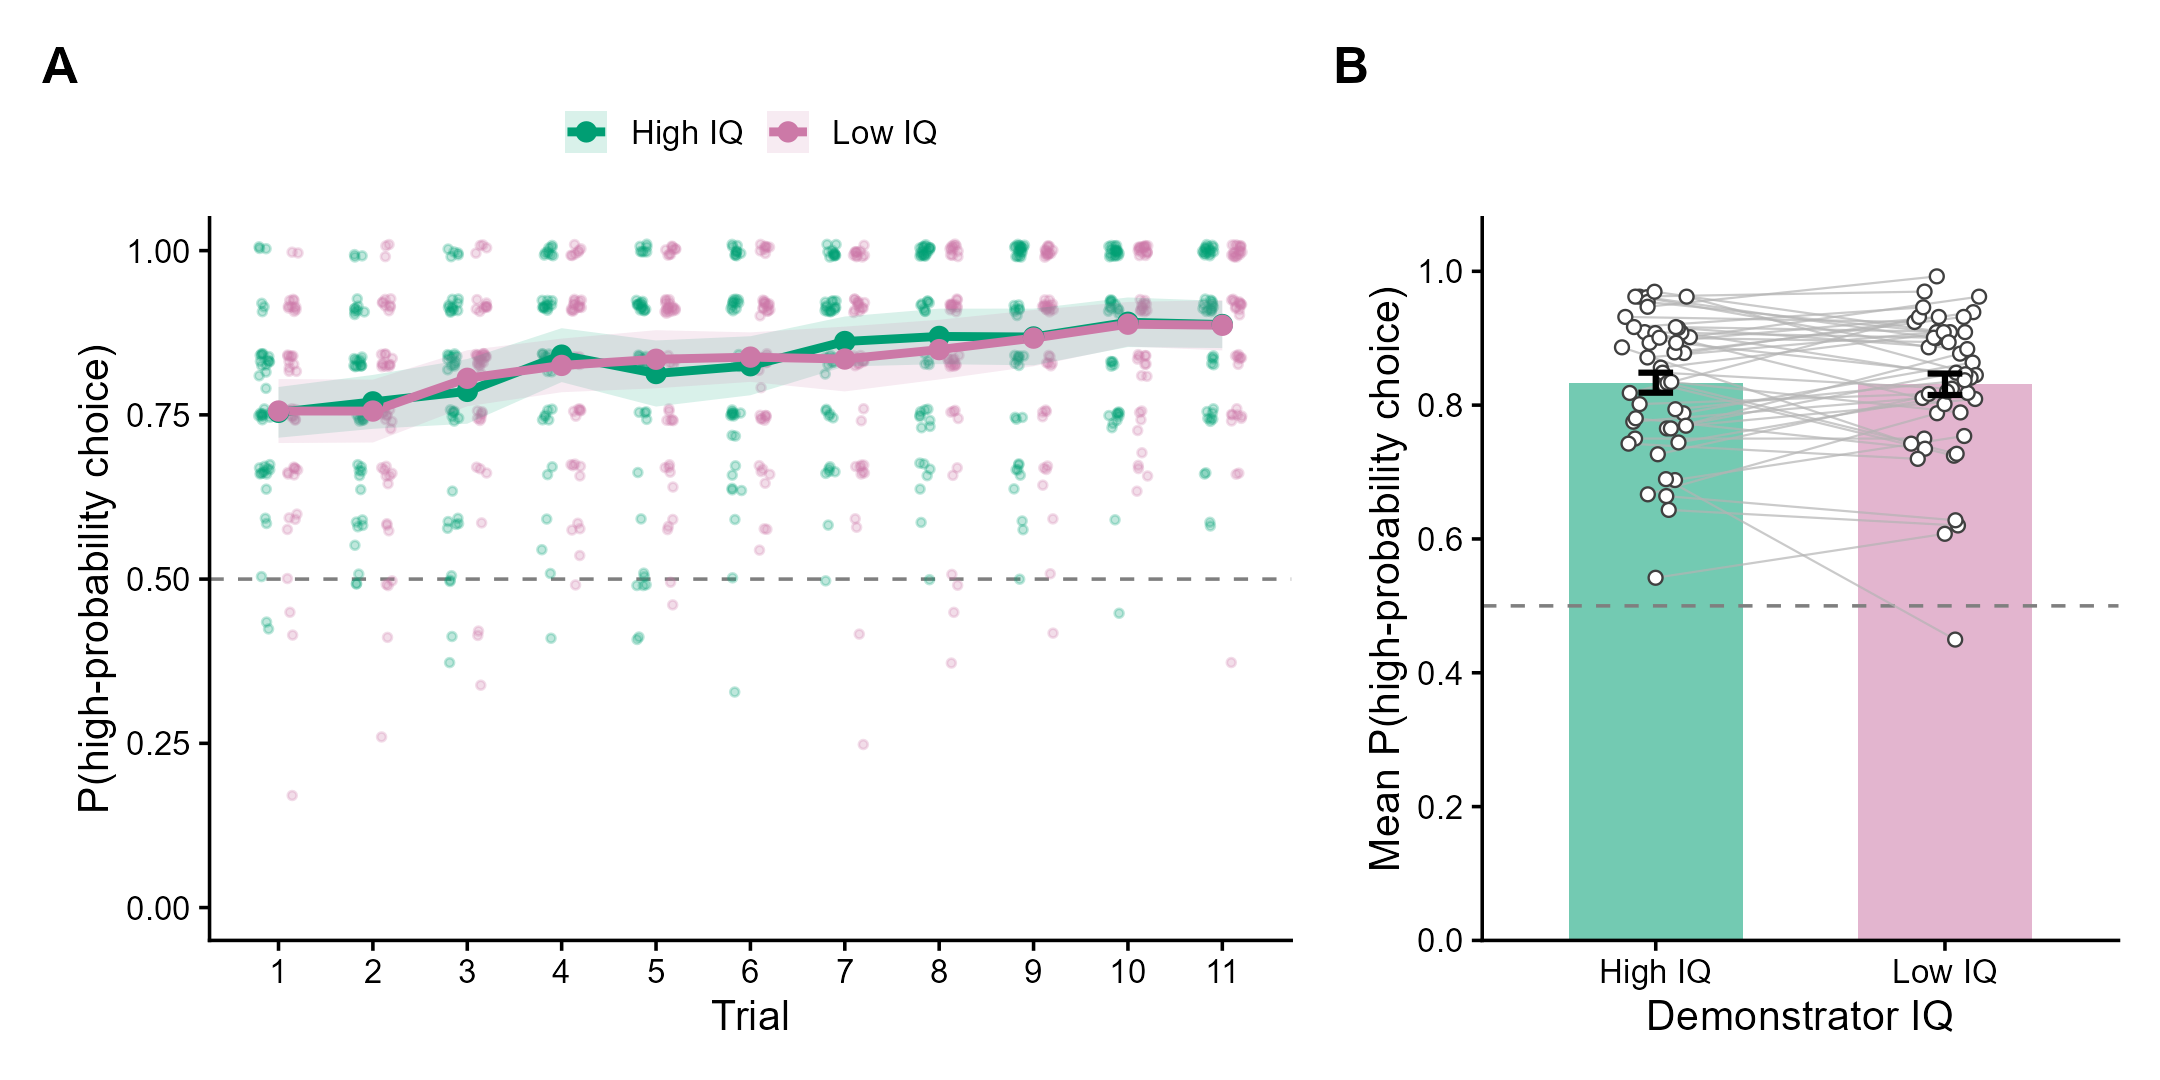 A
B
High IQ
Low IQ
P(high-probability choice)
1.00
0.75
0.50
0.25
0.00
1 2 3 4 5 6 7 8 9 10 11
Trial
Mean P(high-probability choice)
1.0
0.8
0.6
0.4
0.2
0.0
High IQ
Low IQ
Demonstrator IQ